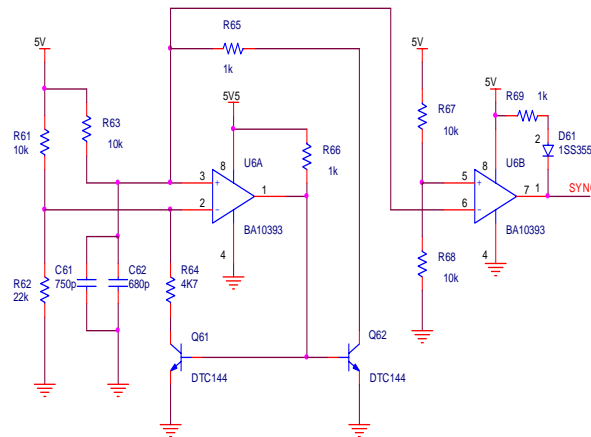 R65
1k
5V
5V
R61
10k
R63
10k
5V5
R66
1k
U6A
8
3
+
2
-
1
4
BA10393
R67
10k
5V
R69
1k
D61
2
1SS355
1
U6B
8
5
+
6
-
7
SYN
4
BA10393
R68
10k
R62
22k
C61
750p
C62
680p
R64
4K7
Q61
DTC144
Q62
DTC144